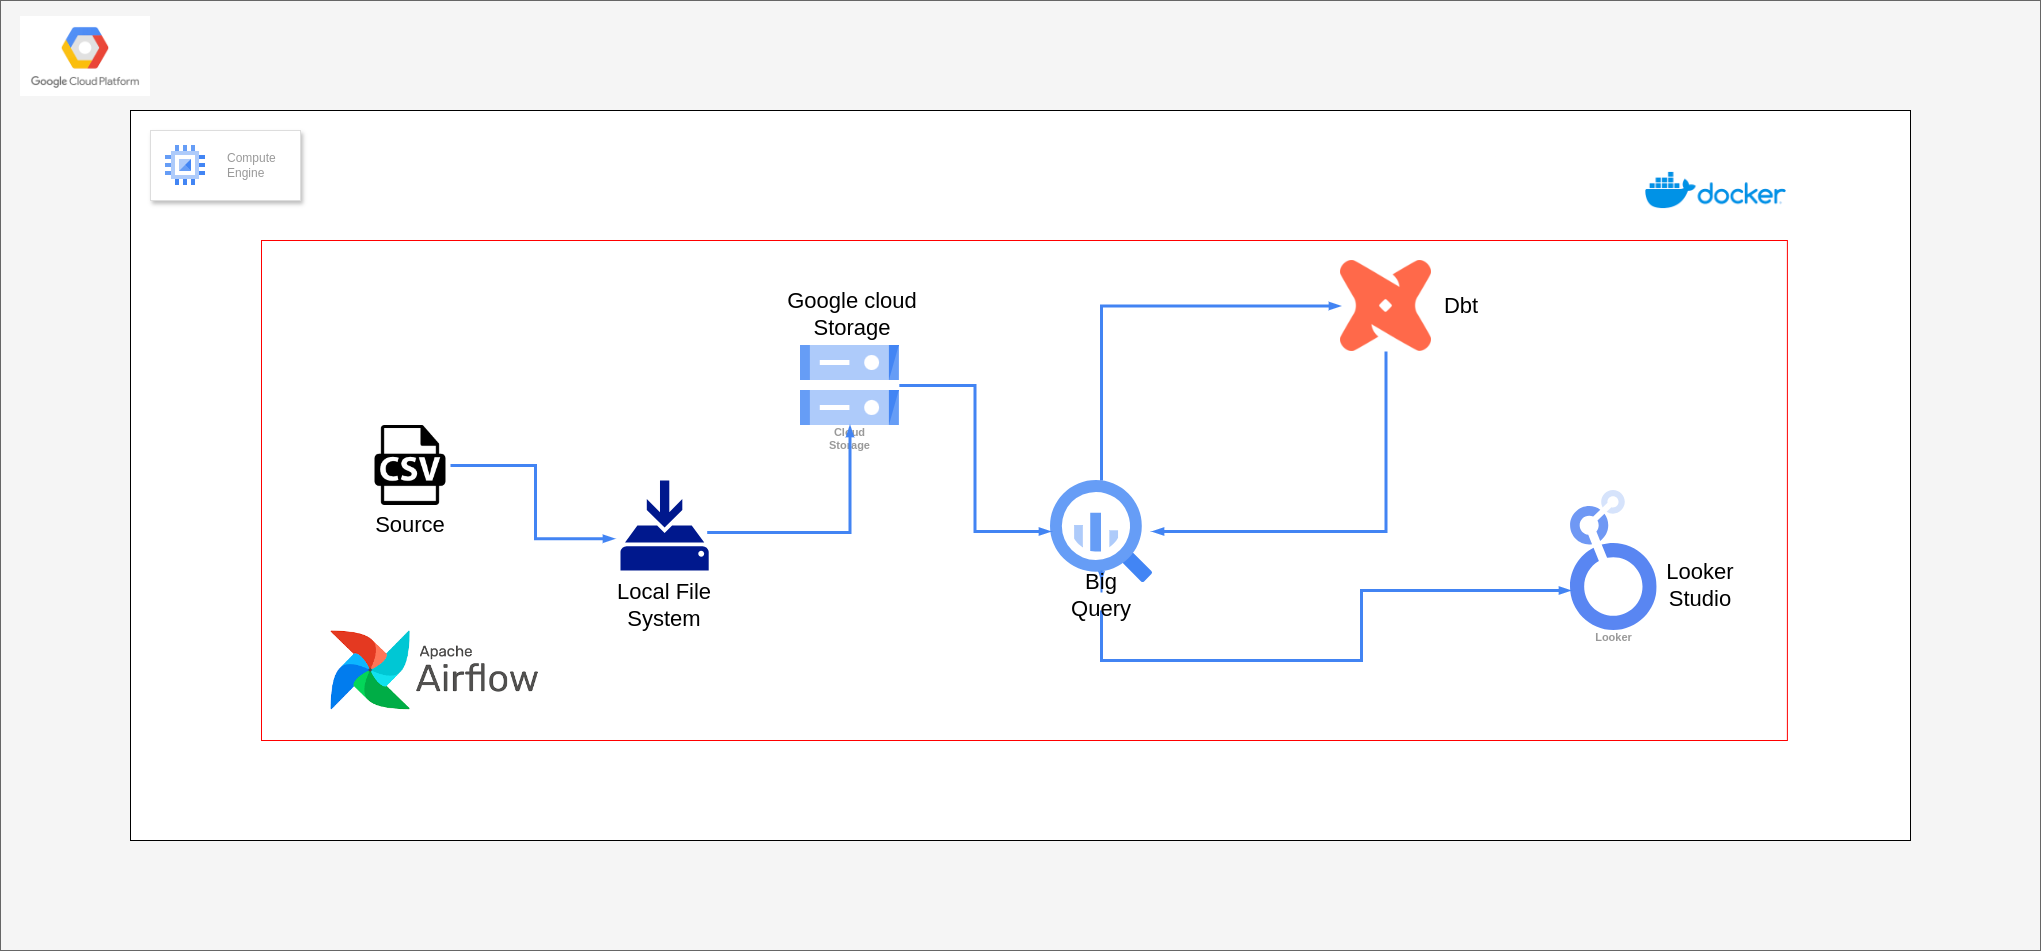 Google Cloud Platform
Compute
Engine
docker
Google cloud
Storage
Cloud
Storage
Dbt
CSV
Source
Local File
System
Big
Query
Looker
Studio
Looker
Apache
Airflow